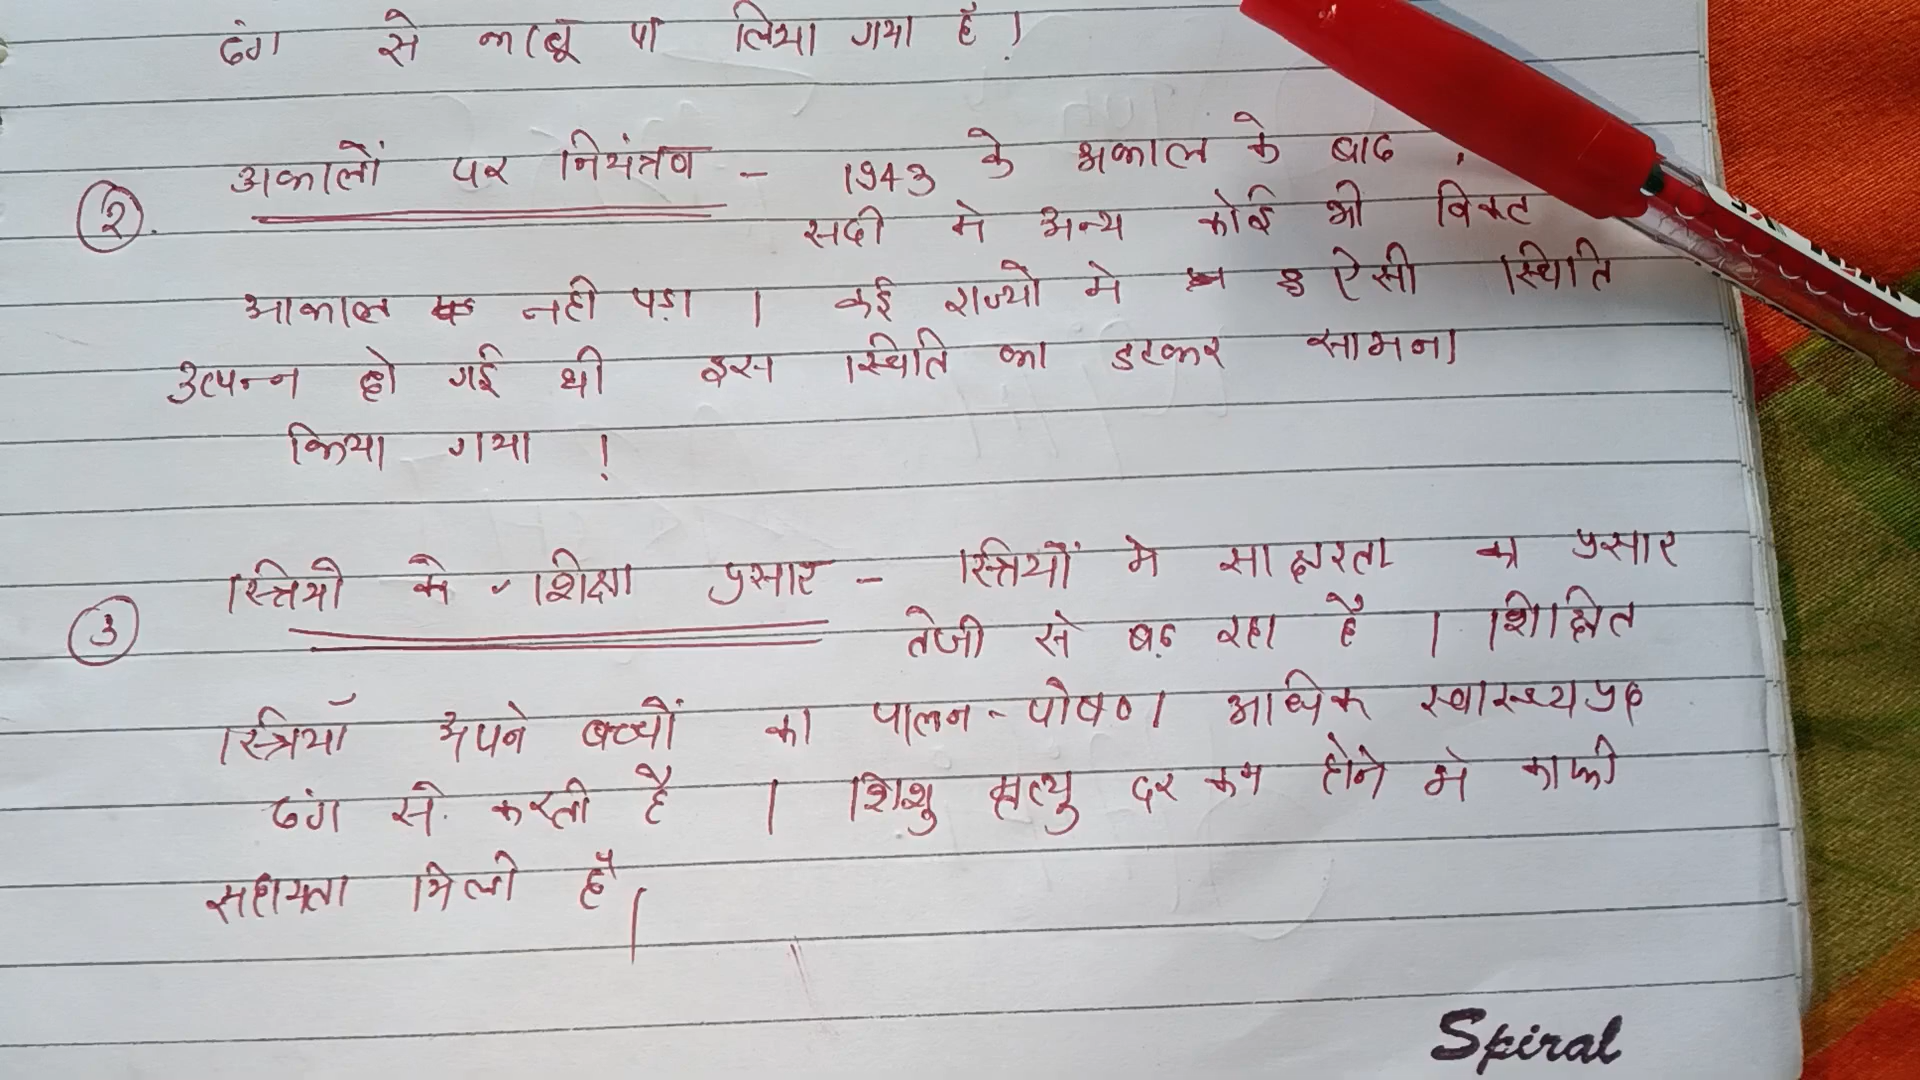 ढंग से काबू पा लिया गया है।
② . अकालों पर नियंत्रण - 1943 के अकाल के बाद
सदी मे अन्य कोई भी विकट
आकाल नही पड़ा । कई राज्यो मे ऐसी स्थिति
उत्पन्न हो गई थी इस स्थिति का डटकर सामना
किया गया !
③ स्त्रियो मे शिक्षा प्रसार - स्त्रियों मे साक्षरता का प्रसार
तेजी से बढ़ रहा है । शिक्षित
स्त्रियाँ अपने बच्चों का पालन-पोषण अधिक स्वास्थ्यप्रद
ढंग से करती है । शिशु मृत्यु दर कम होने मे काफी
सहायता मिली है।
Spiral